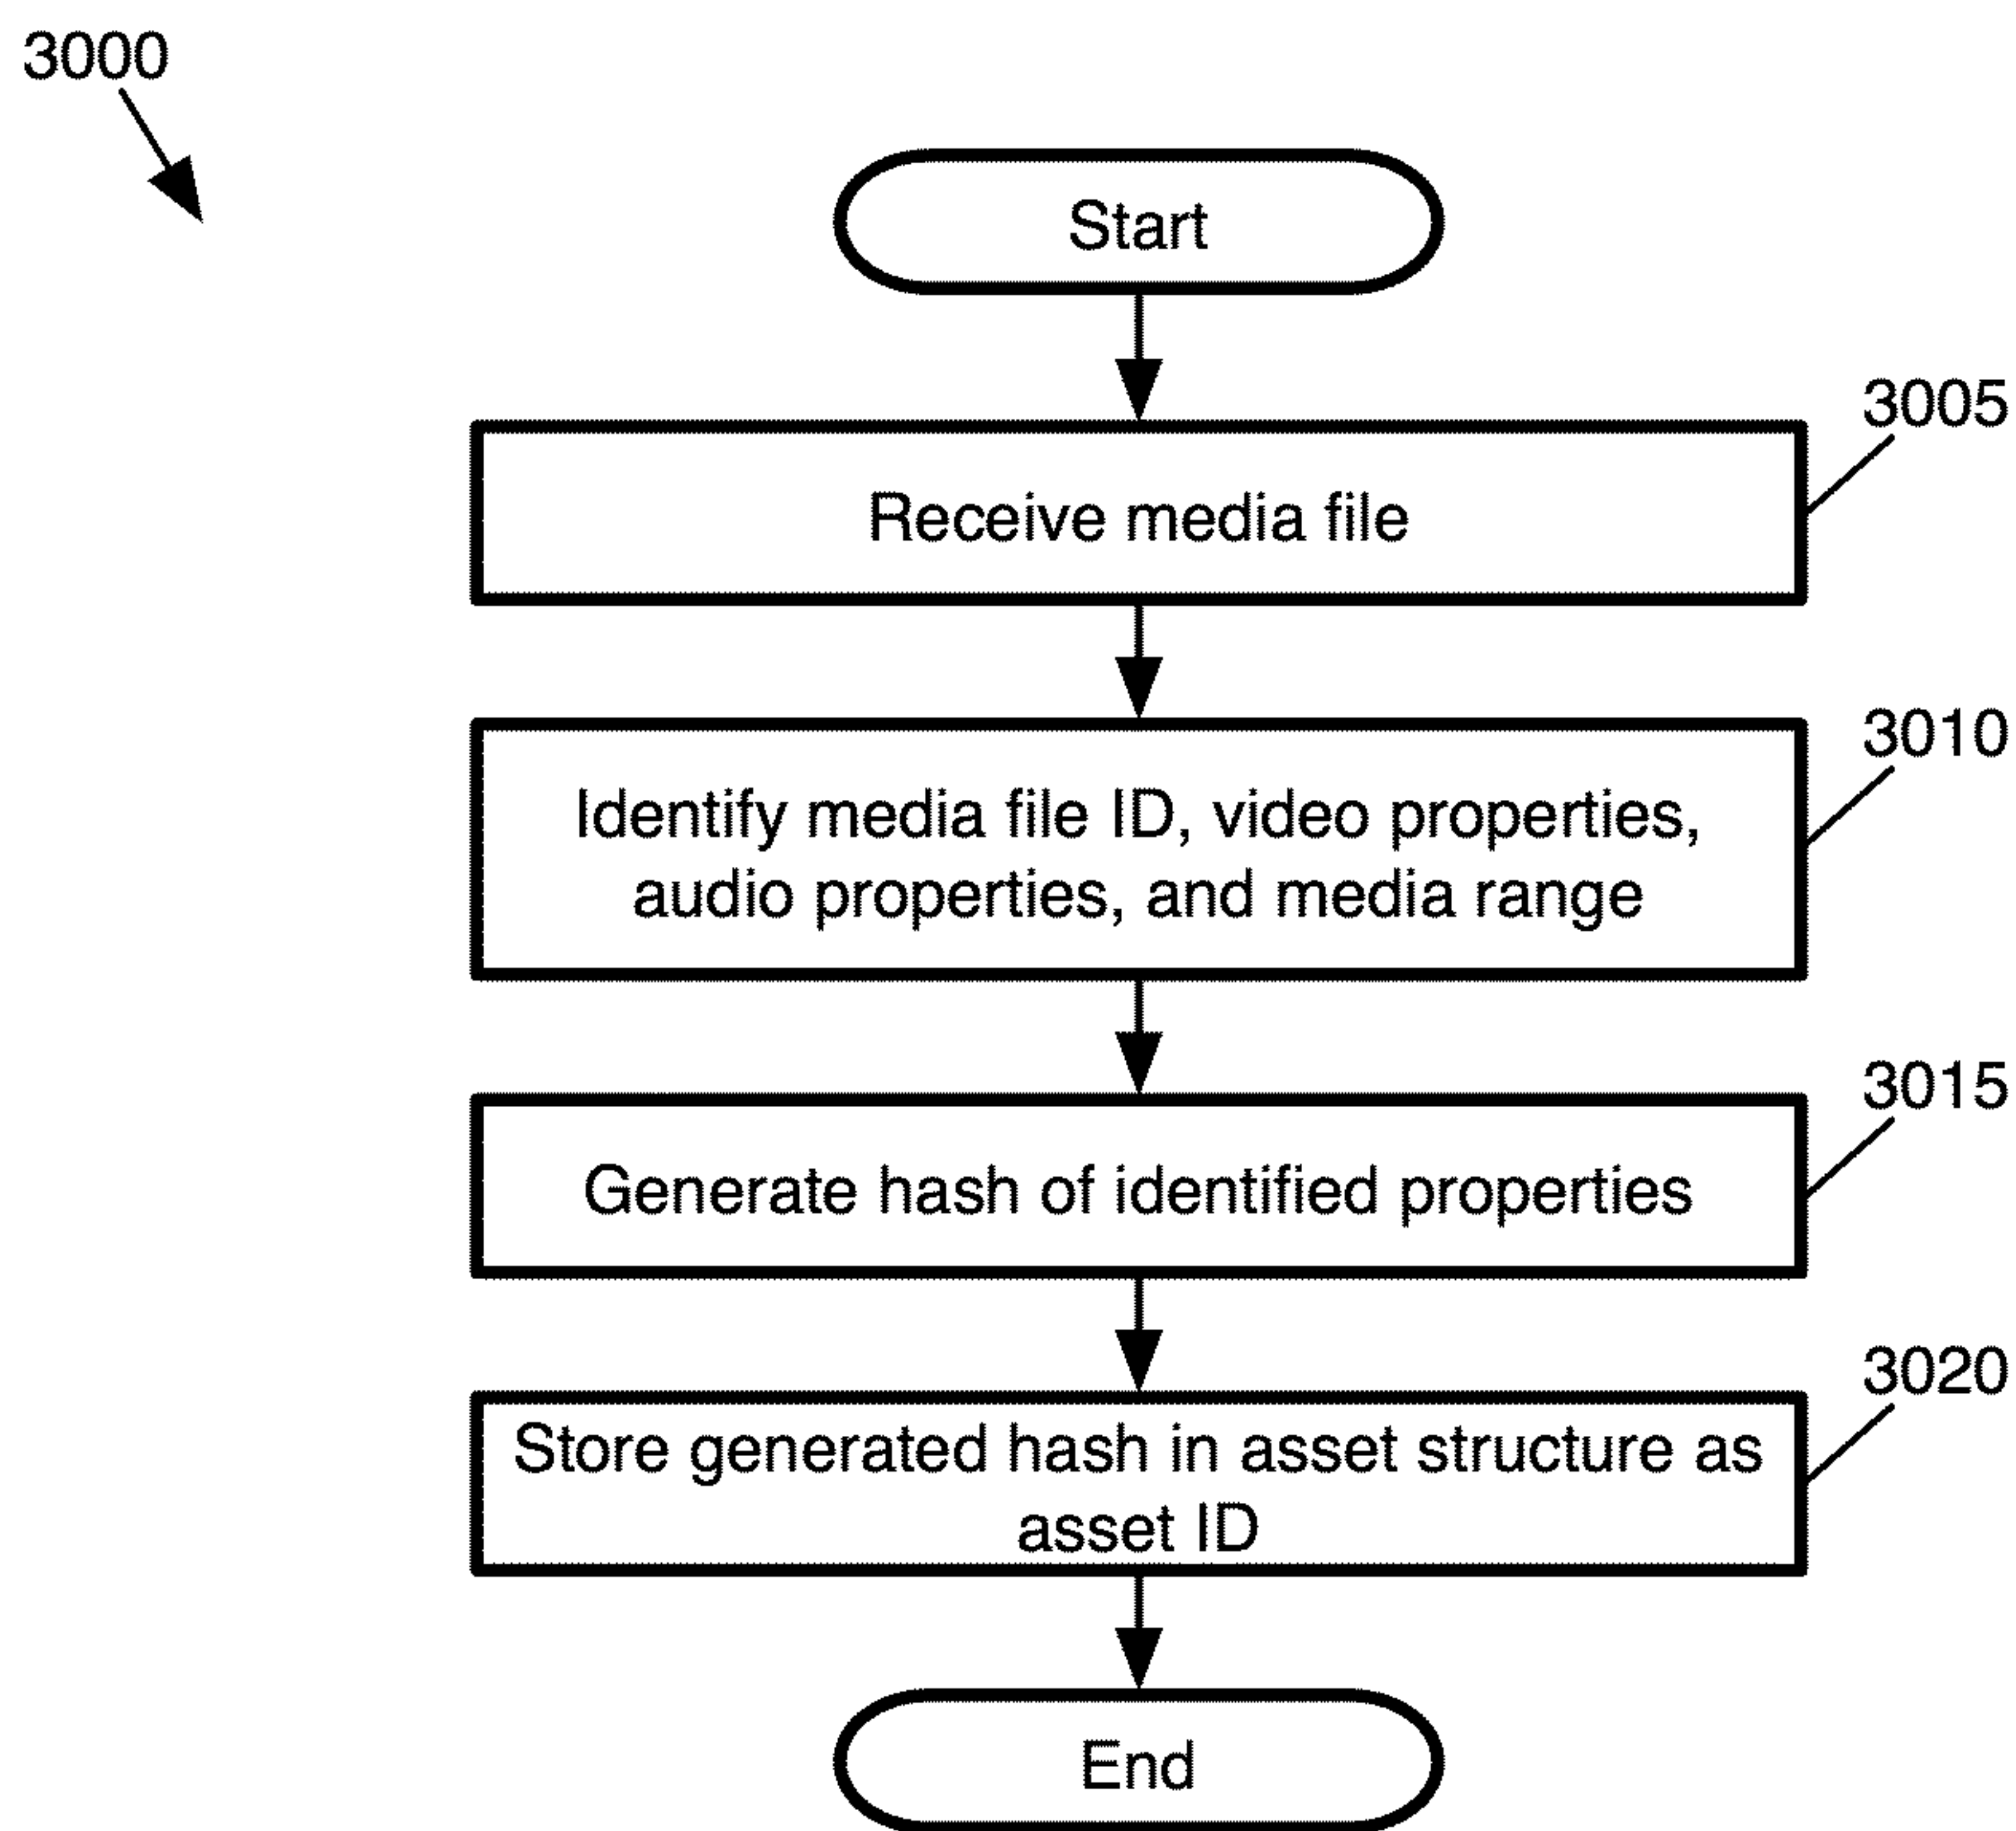 3000
Start
3005
Receive media file
3010
Identify media file ID, video properties,
audio properties, and media range
3015
Generate hash of identified properties
3020
Store generated hash in asset structure as
asset ID
End